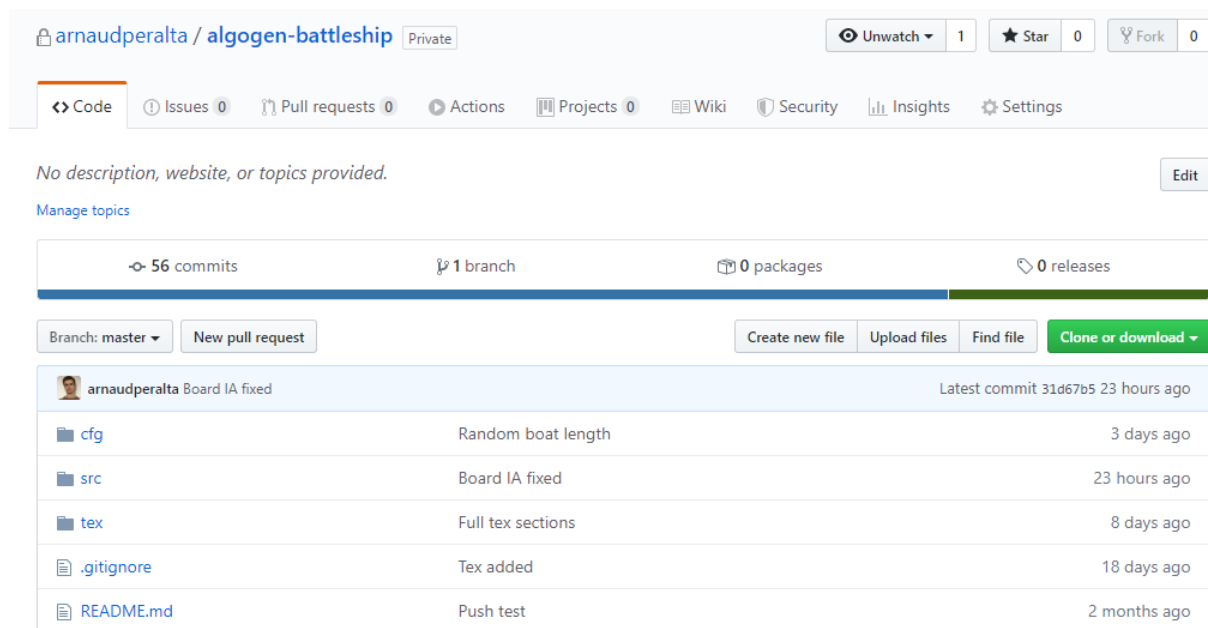 arnaudperalta / algogen-battleship Private Unwatch 1 Star 0 Fork 0
Code Issues 0 Pull requests 0 Actions Projects 0 Wiki Security Insights Settings
No description, website, or topics provided. Edit
Manage topics
56 commits 1 branch 0 packages 0 releases
Branch: master New pull request Create new file Upload files Find file Clone or download
arnaudperalta Board IA fixed Latest commit 31d67b5 23 hours ago
cfg Random boat length 3 days ago
src Board IA fixed 23 hours ago
tex Full tex sections 8 days ago
.gitignore Tex added 18 days ago
README.md Push test 2 months ago